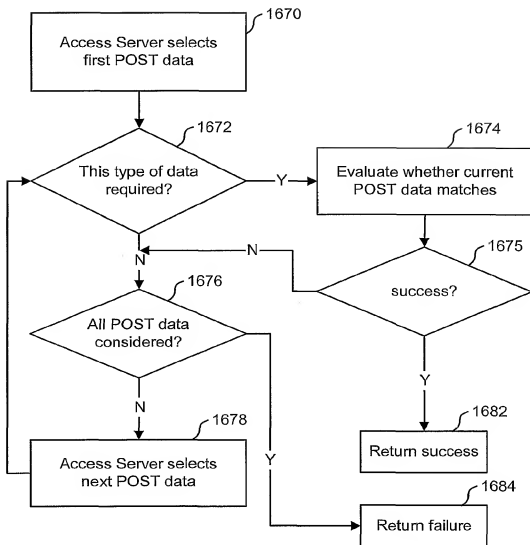 1670
Access Server selects
first POST data
1672
This type of data
required?
Y
1674
Evaluate whether current
POST data matches
N
N
1675
success?
1676
All POST data
considered?
Y
N
1678
Access Server selects
next POST data
Y
1682
Return success
1684
Return failure